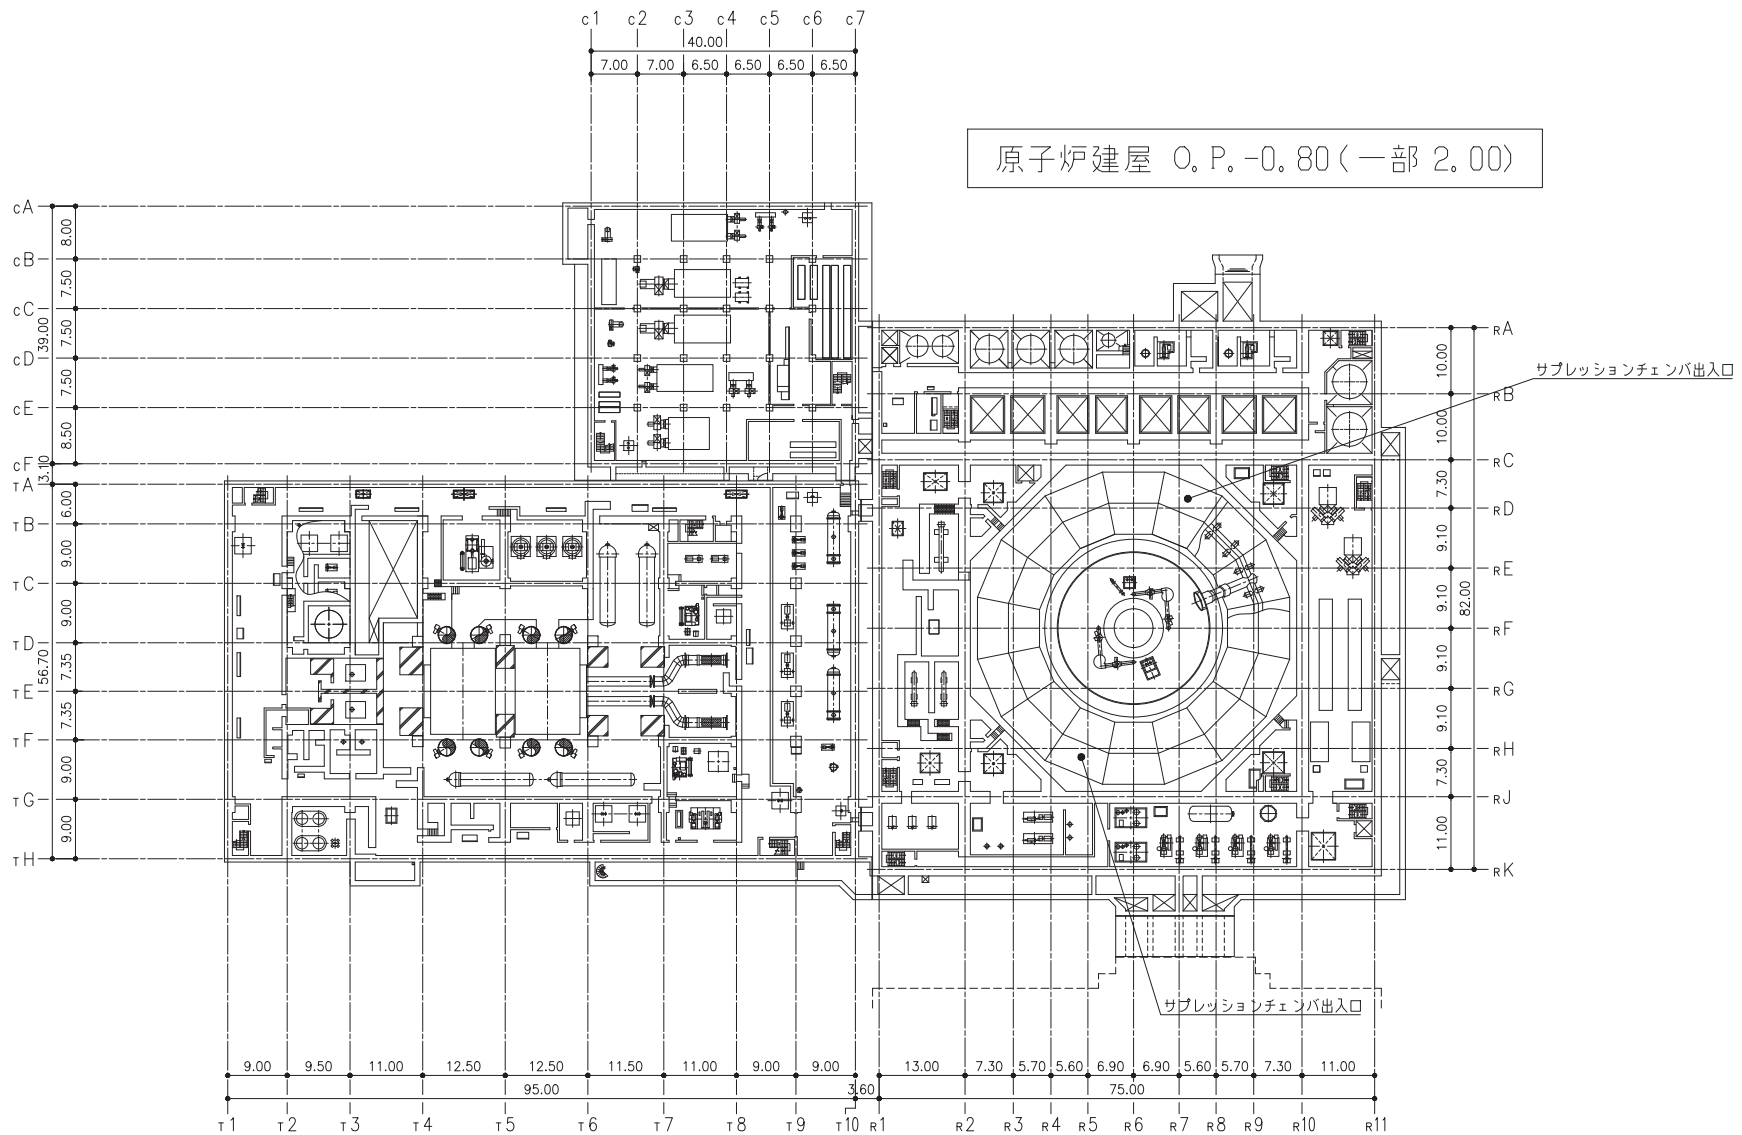 c1 c2 c3 c4 c5 c6 c7
40.00
7.00 7.00 6.50 6.50 6.50 6.50
原子炉建屋 O.P.-0.80(一部 2.00)
cA
8.00
cB
7.50
cC
7.50
39.00
cD
7.50
cE
8.50
cF
3.10
TA
6.00
TB
9.00
TC
9.00
TD
7.35
56.70
TE
7.35
TF
9.00
TG
9.00
TH
RA
10.00
サプレッションチェンバ出入口
RB
10.00
RC
7.30
RD
9.10
RE
9.10
82.00
RF
9.10
RG
9.10
RH
7.30
RJ
11.00
RK
サプレッションチェンバ出入口
9.00 9.50 11.00 12.50 12.50 11.50 11.00 9.00 9.00 13.00 7.30 5.70 5.60 6.90 6.90 5.60 5.70 7.30 11.00
95.00 3.60 75.00
T1 T2 T3 T4 T5 T6 T7 T8 T9 T10 R1 R2 R3 R4 R5 R6 R7 R8 R9 R10 R11